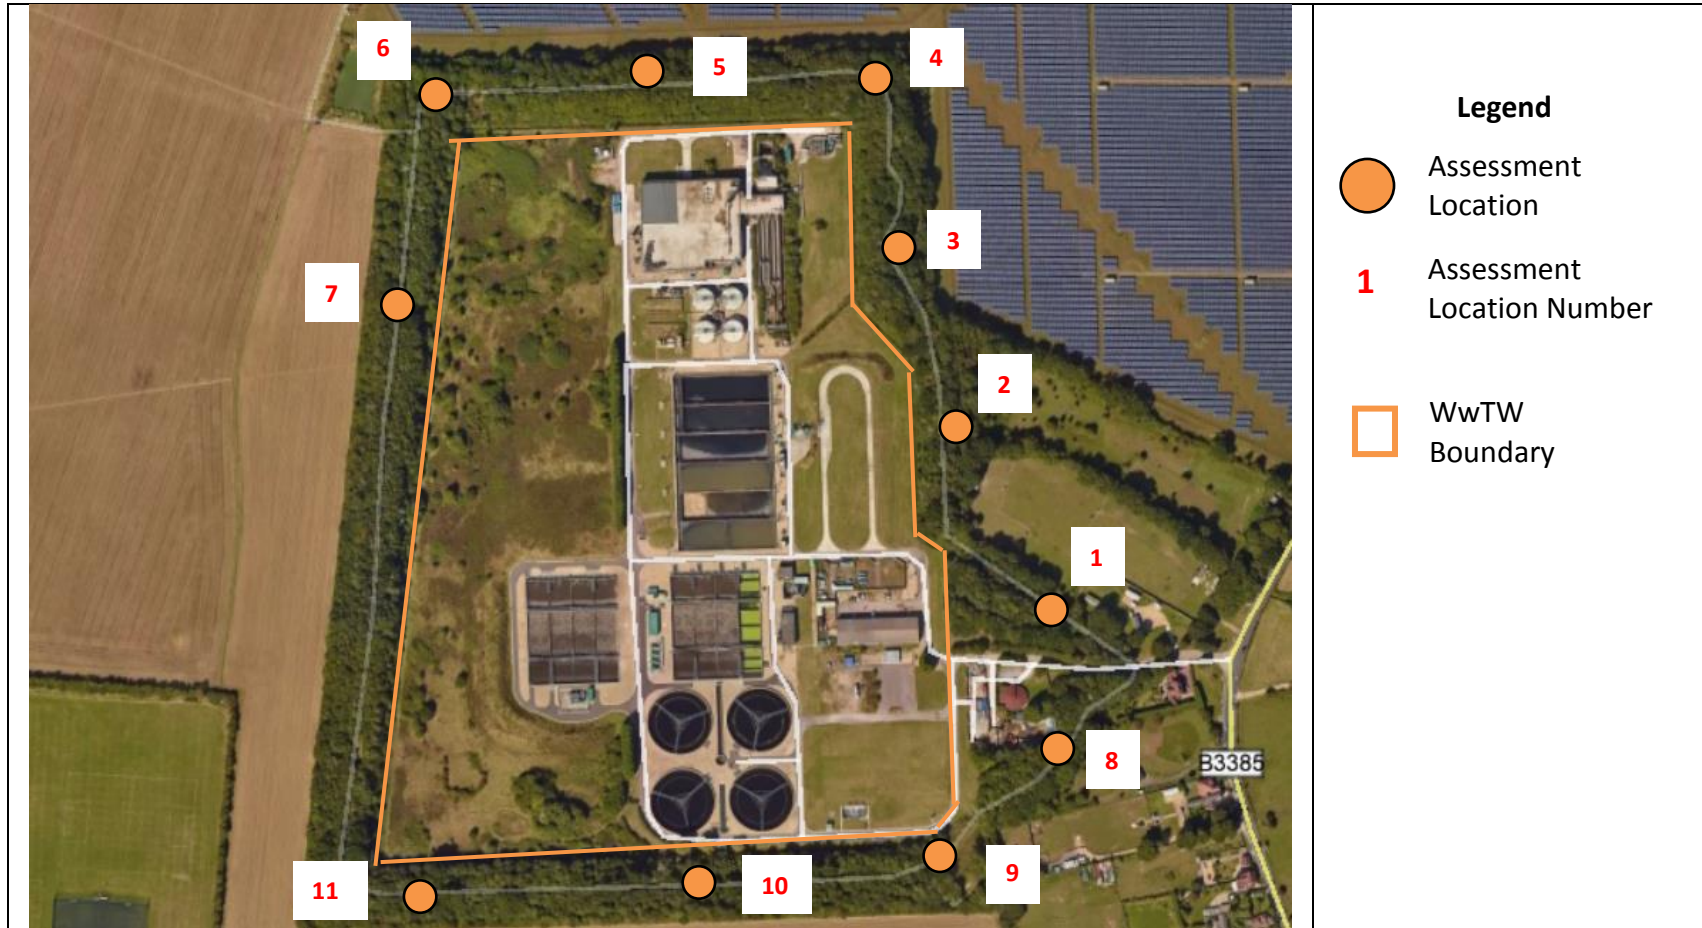 6
5
4
3
7
2
1
8
9
10
11
B3385
Legend
Assessment
Location
1
Assessment
Location Number
WwTW
Boundary